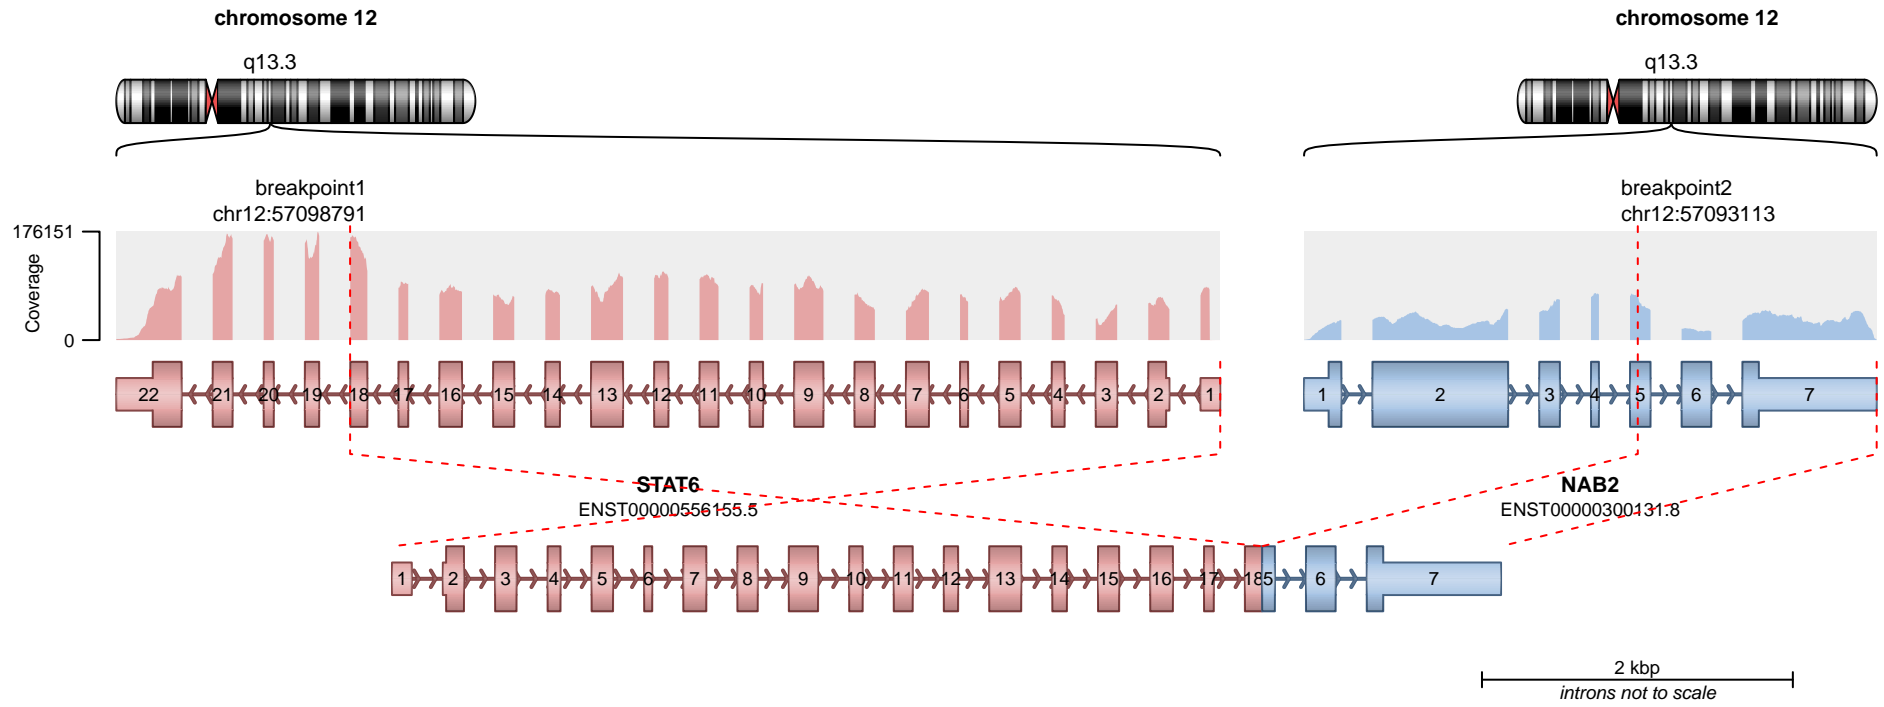 chromosome 12
chromosome 12
q13.3
q13.3
breakpoint1
chr12:57098791
breakpoint2
chr12:57093113
176151
Coverage
0
22 21 20 19 18 17 16 15 14 13 12 11 10 9 8 7 6 5 4 3 2 1
1 2 3 4 5 6 7
STAT6
ENST00000556155.5
NAB2
ENST00000300131.8
1 2 3 4 5 6 7 8 9 10 11 12 13 14 15 16 17 18 5 6 7
2 kbp
introns not to scale